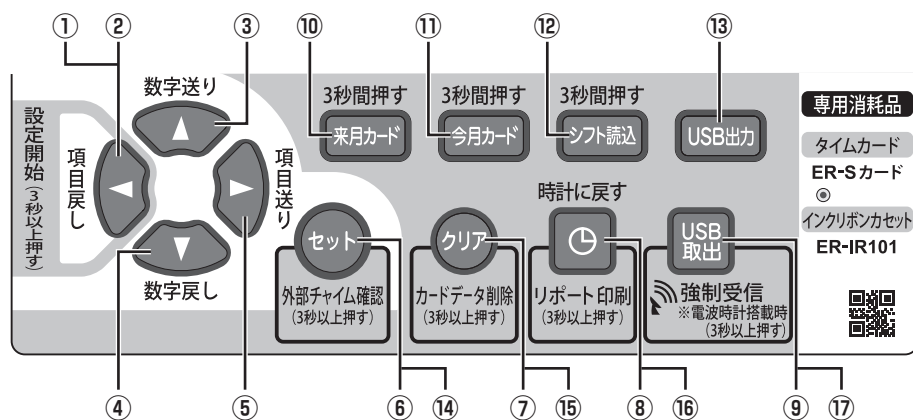 ① ② ③ ⑩ ⑪ ⑫ ⑬
数字送り
3秒間押す 3秒間押す 3秒間押す
来月カード 今月カード シフト読込 USB出力
設定開始(3秒以上押す)
項目戻し
項目送り
数字戻し
時計に戻す
セット クリア USB取出
外部チャイム確認
(3秒以上押す)
カードデータ削除
(3秒以上押す)
リポート印刷
(3秒以上押す)
強制受信
※電波時計搭載時
(3秒以上押す)
専用消耗品
タイムカード
ER-Sカード
インクリボンカセット
ER-IR101
④ ⑤ ⑥ ⑭ ⑦ ⑮ ⑧ ⑯ ⑨ ⑰